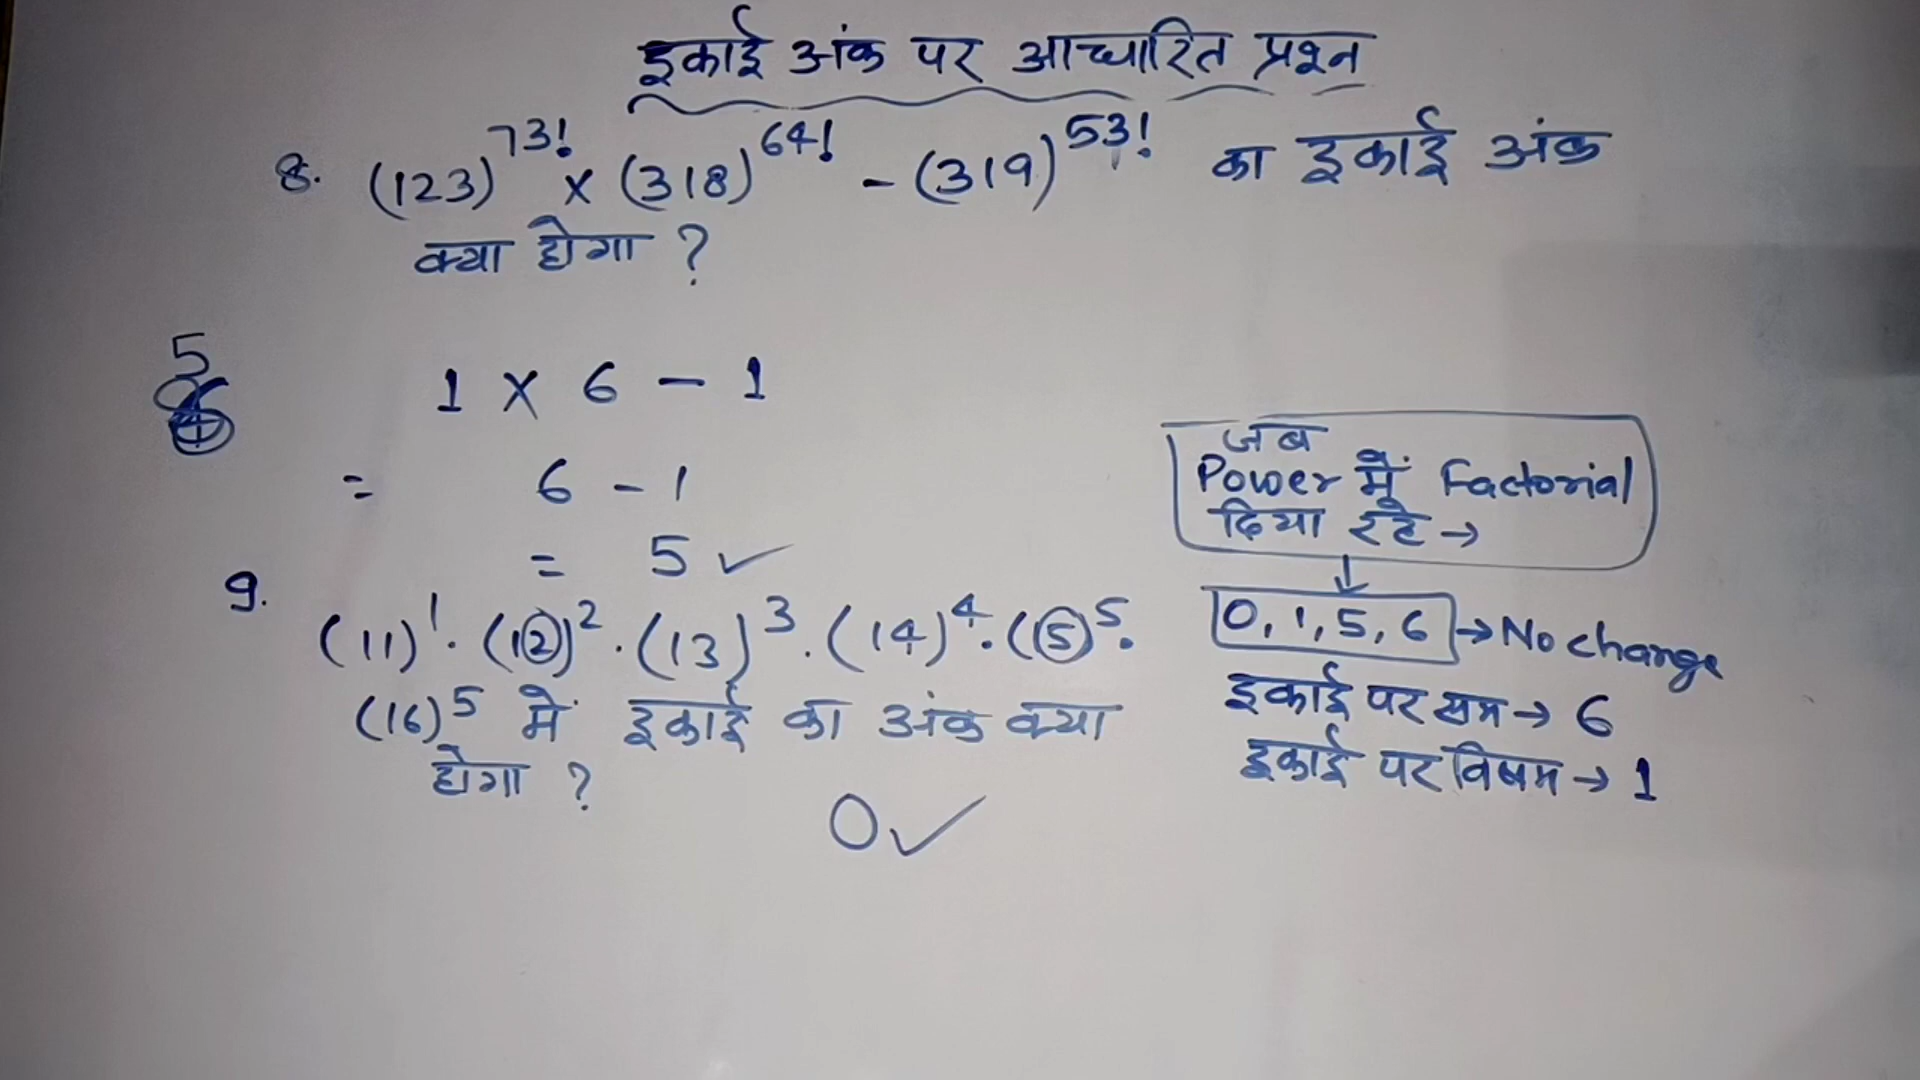 इकाई अंक पर आधारित प्रश्न
8. (123)^73! × (318)^64! - (319)^53! का इकाई अंक
क्या होगा ?
5
1 × 6 - 1
= 6 - 1
= 5 ✓
9. (11)^1 . (12)^2 . (13)^3 . (14)^4 . (15)^5 .
(16)^5 में इकाई का अंक क्या
होगा ?
0 ✓
जब
Power में Factorial
दिया रहे →
↓
0, 1, 5, 6 → No change
इकाई पर सम → 6
इकाई पर विषम → 1